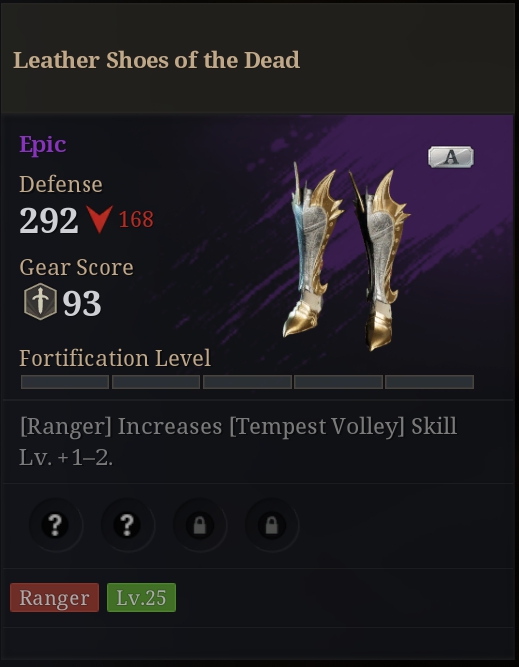 Leather Shoes of the Dead
Epic
A
Defense
292 168
Gear Score
93
Fortification Level
[Ranger] Increases [Tempest Volley] Skill
Lv. +1–2.
? ?
Ranger Lv.25